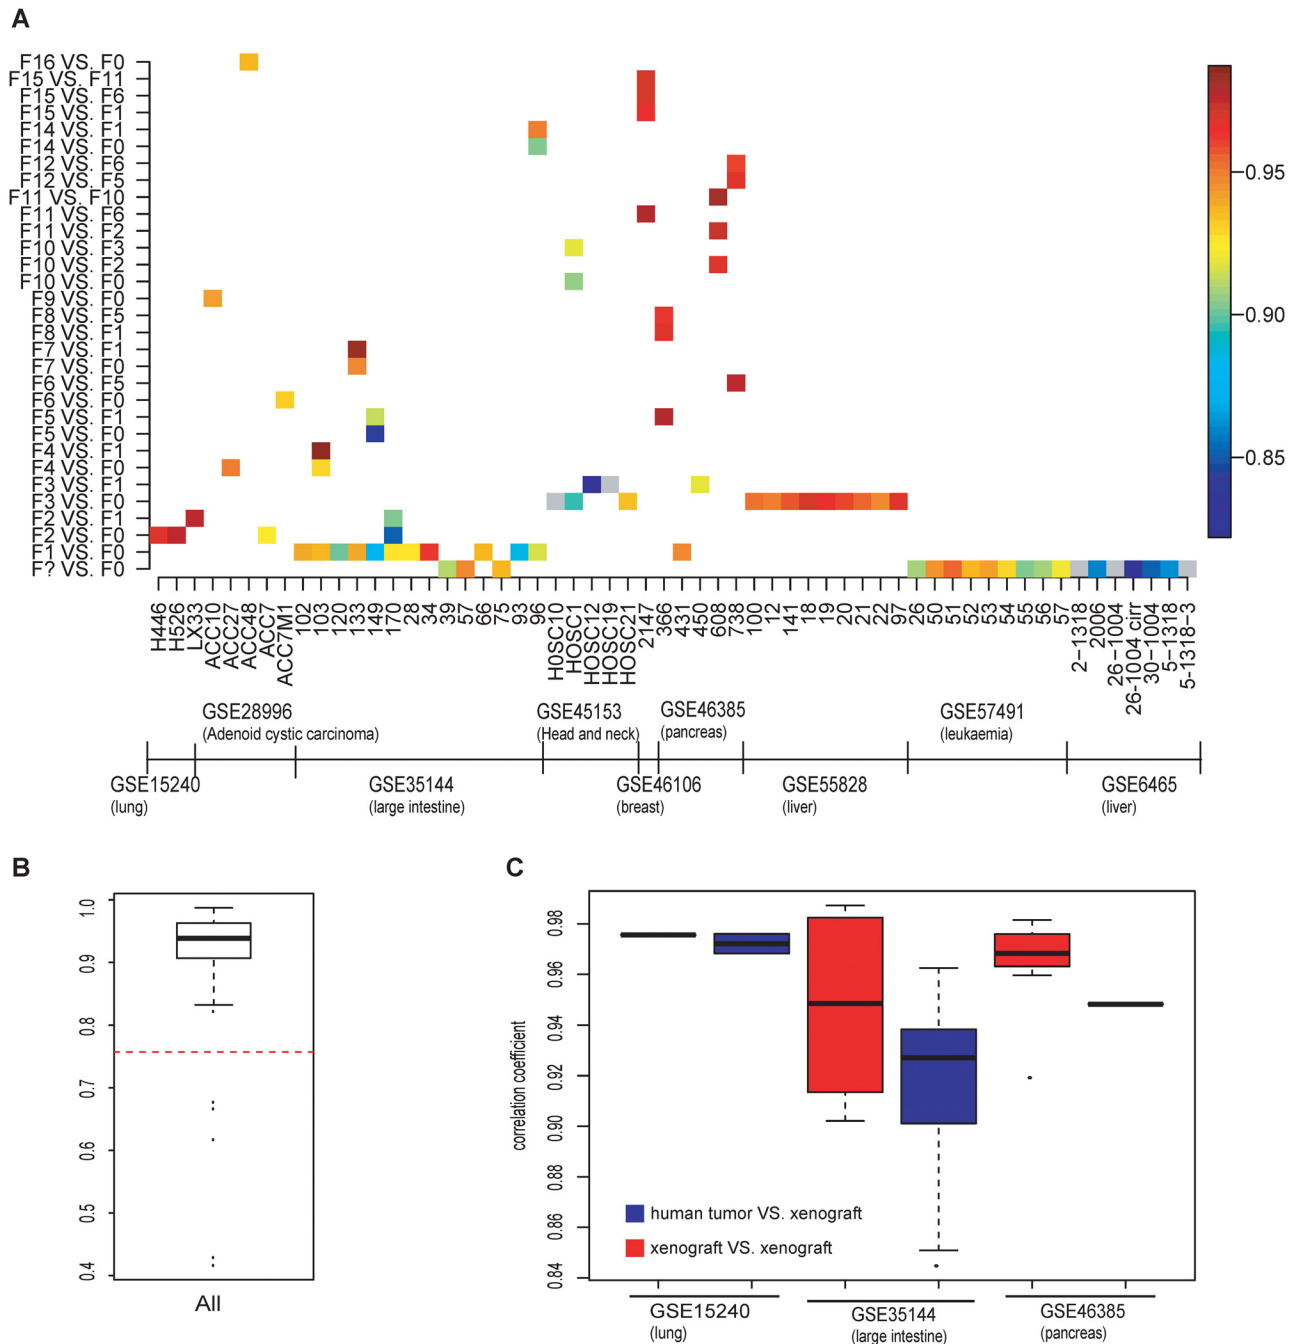 A
F16 VS. F0
F15 VS. F11
F15 VS. F6
F15 VS. F1
F14 VS. F1
F14 VS. F0
F12 VS. F6
F12 VS. F5
F11 VS. F10
F11 VS. F6
F11 VS. F2
F10 VS. F3
F10 VS. F2
F10 VS. F0
F9 VS. F0
F8 VS. F5
F8 VS. F1
F7 VS. F1
F7 VS. F0
F6 VS. F5
F6 VS. F0
F5 VS. F1
F5 VS. F0
F4 VS. F1
F4 VS. F0
F3 VS. F1
F3 VS. F0
F2 VS. F1
F2 VS. F0
F1 VS. F0
F? VS. F0
0.95
0.90
0.85
H446
H526
LX33
ACC10
ACC27
ACC48
ACC7
ACC7M1
102
103
120
133
149
170
28
34
39
57
66
75
93
96
H0SC10
HOSC1
HOSC12
HOSC19
HOSC21
2147
366
431
450
608
738
100
12
141
18
19
20
21
22
97
26
50
51
52
53
54
55
56
57
2-1318
2006
26-1004
26-1004 cirr
30-1004
5-1318
5-1318-3
GSE28996
(Adenoid cystic carcinoma)
GSE45153
(Head and neck)
GSE46385
(pancreas)
GSE57491
(leukaemia)
GSE15240
(lung)
GSE35144
(large intestine)
GSE46106
(breast)
GSE55828
(liver)
GSE6465
(liver)
B
1.0
0.9
0.8
0.7
0.6
0.5
0.4
All
C
correlation coefficient
0.98
0.96
0.94
0.92
0.90
0.88
0.86
0.84
human tumor VS. xenograft
xenograft VS. xenograft
GSE15240
(lung)
GSE35144
(large intestine)
GSE46385
(pancreas)